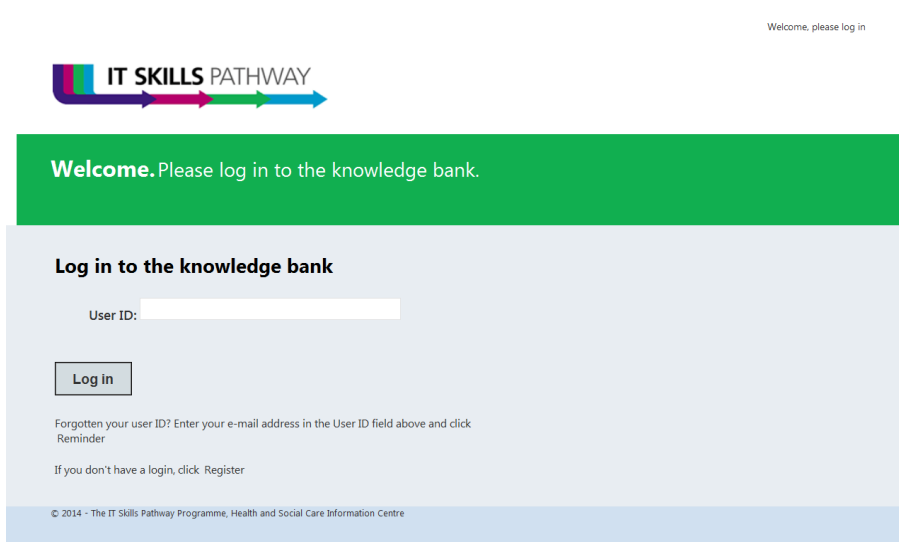 Welcome, please log in
IT SKILLS PATHWAY
Welcome. Please log in to the knowledge bank.
Log in to the knowledge bank
User ID:
Log in
Forgotten your user ID? Enter your e-mail address in the User ID field above and click
Reminder
If you don't have a login, click Register
© 2014 - The IT Skills Pathway Programme, Health and Social Care Information Centre